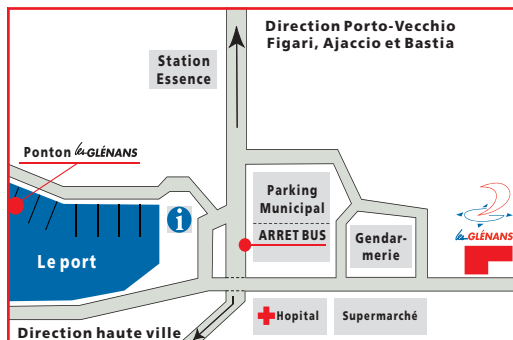 Direction Porto-Vecchio
Figari, Ajaccio et Bastia
Station
Essence
Ponton les GLÉNANS
Parking
Municipal
ARRET BUS
Gendar-
merie
les GLÉNANS
Le port
Hopital
Supermarché
Direction haute ville